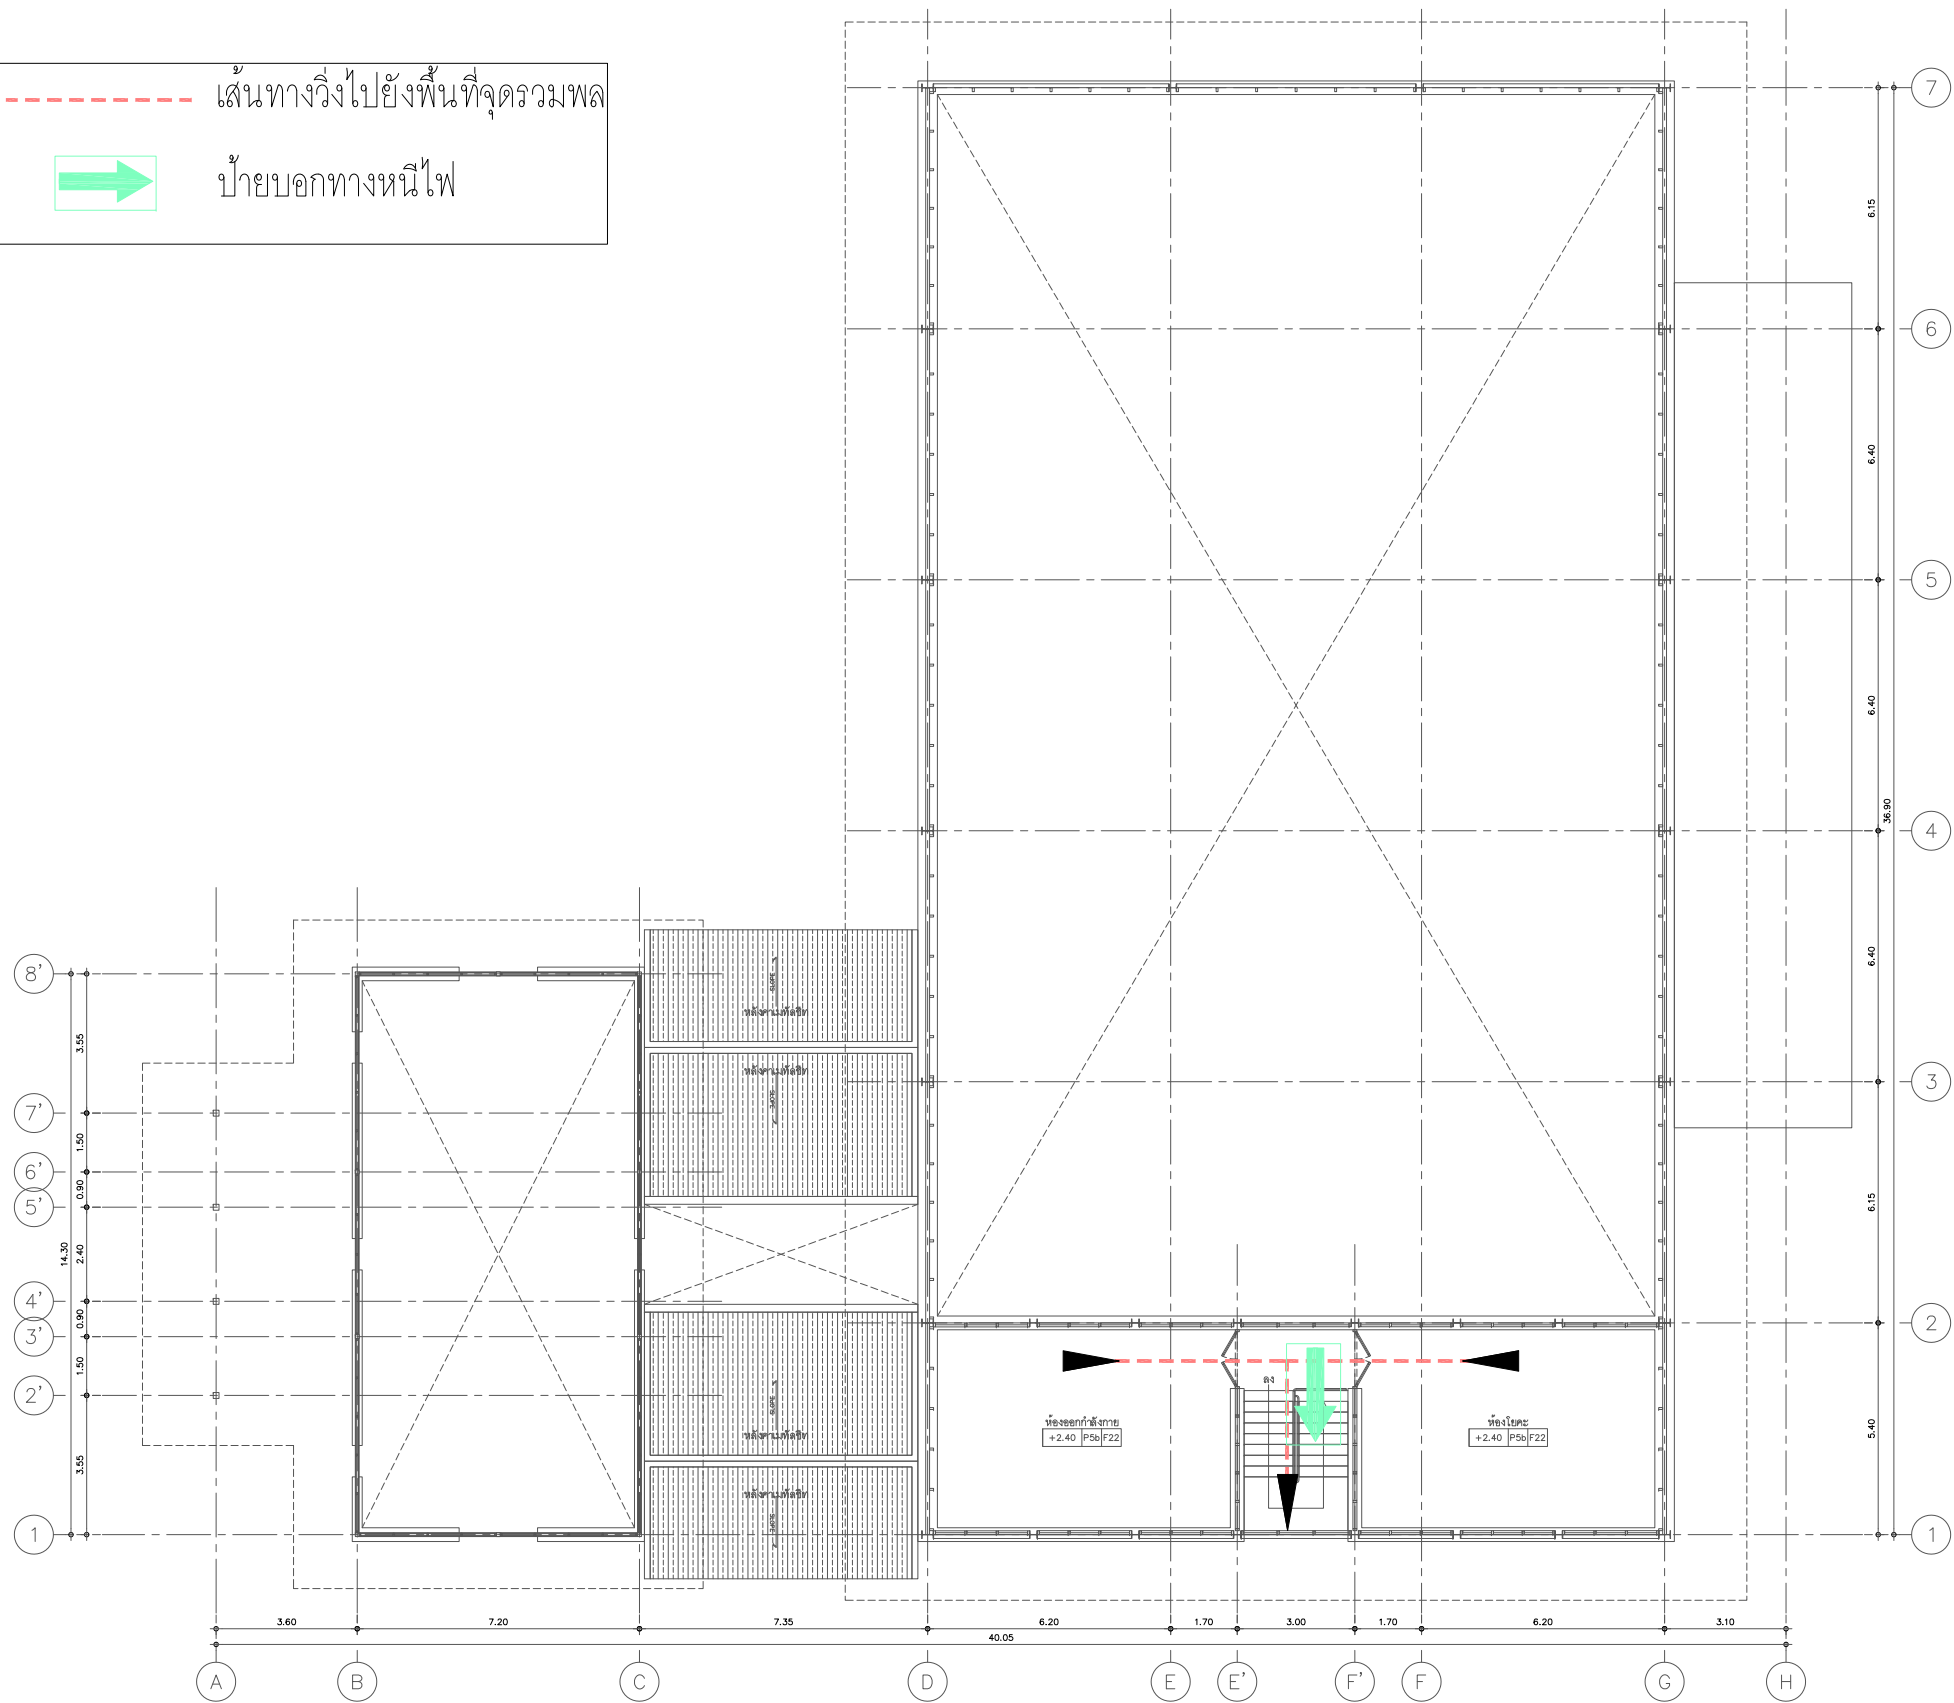 เส้นทางวิ่งไปยังพื้นที่จุดรวมพล
ป้ายบอกทางหนีไฟ
7
6.15
6
6.40
5
6.40
36.90
4
6.40
3
6.15
2
5.40
1
8'
3.55
7'
1.50
6'
0.90
5'
14.30
2.40
4'
0.90
3'
1.50
2'
3.55
1
SLOPE
หลังคาเมทัลชีท
หลังคาเมทัลชีท
SLOPE
SLOPE
หลังคาเมทัลชีท
หลังคาเมทัลชีท
SLOPE
ลง
ห้องออกกำลังกาย
+2.40 P5b F22
ห้องโยคะ
+2.40 P5b F22
3.60 7.20 7.35 6.20 1.70 3.00 1.70 6.20 3.10
40.05
A B C D E E' F' F G H